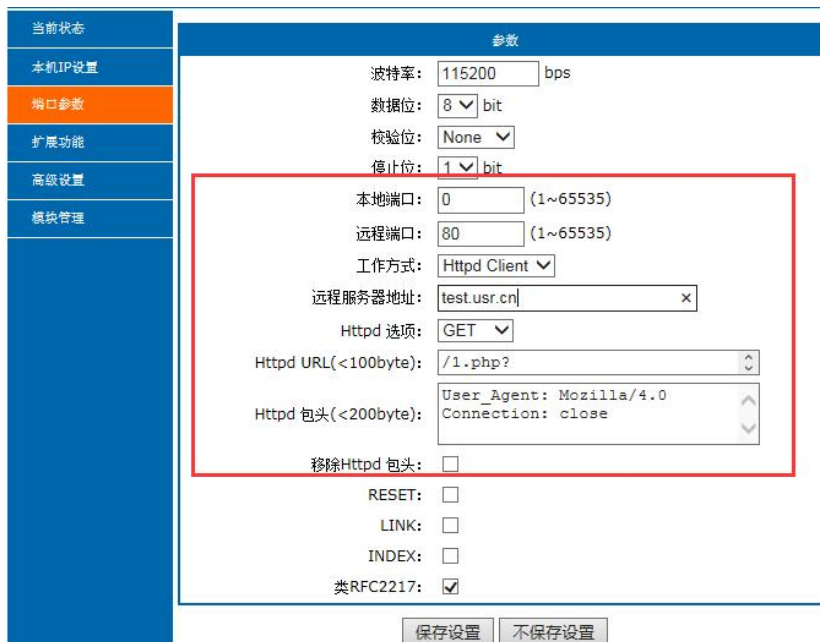 当前状态
本机IP设置
端口参数
扩展功能
高级设置
模块管理
参数
波特率: 115200 bps
数据位: 8 bit
校验位: None
停止位: 1 bit
本地端口: 0 (1~65535)
远程端口: 80 (1~65535)
工作方式: Httpd Client
远程服务器地址: test.usr.cn ×
Httpd 选项: GET
Httpd URL(<100byte): /1.php?
Httpd 包头(<200byte): User_Agent: Mozilla/4.0
Connection: close
移除Httpd 包头:
RESET:
LINK:
INDEX:
类RFC2217:
保存设置 不保存设置